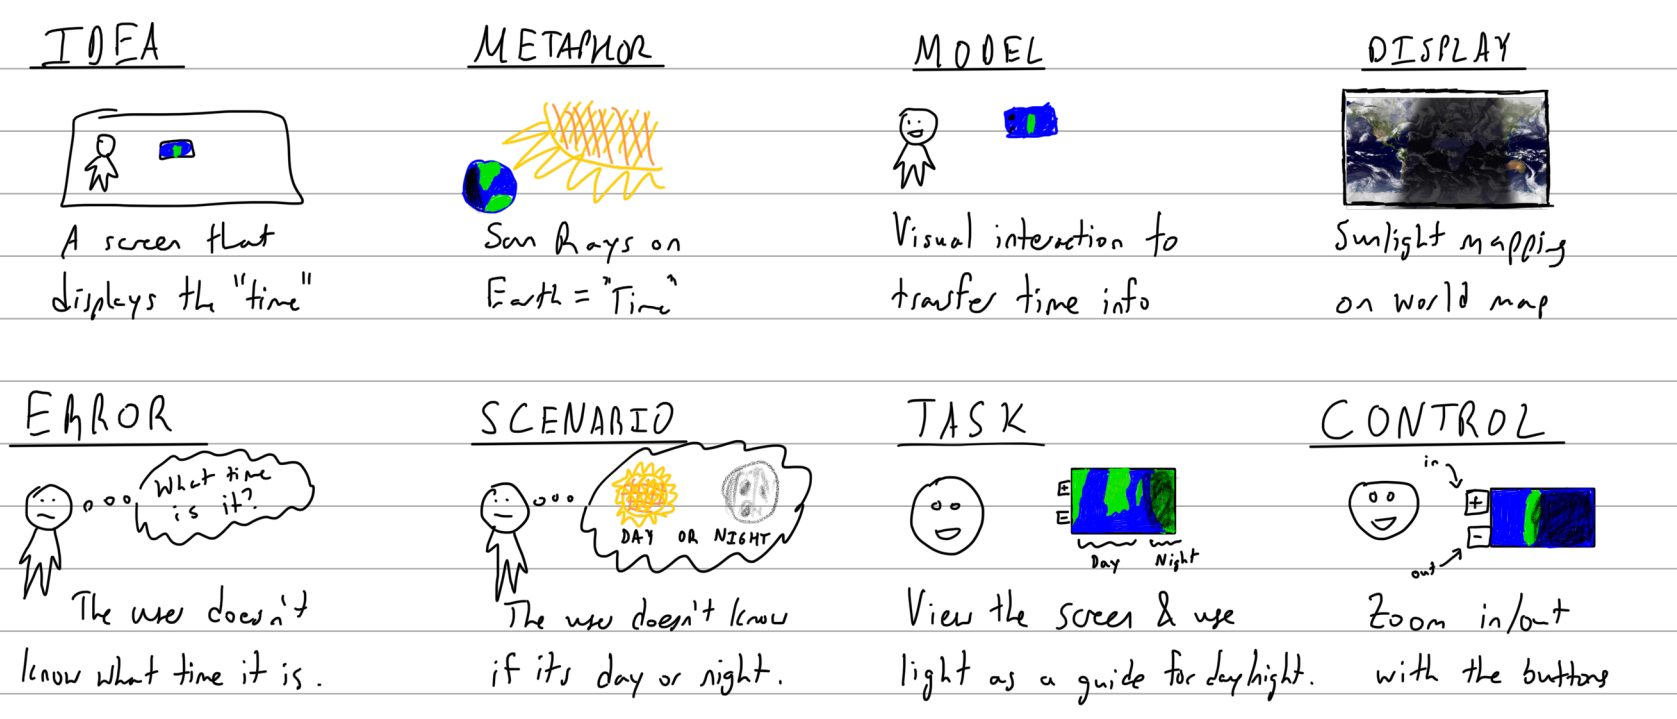 IDEA
A screen that
displays the "time"
METAPHOR
Sun Rays on
Earth = "Time"
MODEL
Visual interaction to
transfer time info
DISPLAY
Sunlight mapping
on world map
ERROR
What time
is it?
The user doesn't
know what time it is.
SCENARIO
DAY OR NIGHT
The user doesn't know
if its day or night.
TASK
Day Night
View the screen & use
light as a guide for day/night.
CONTROL
in
+
-
out
Zoom in/out
with the buttons